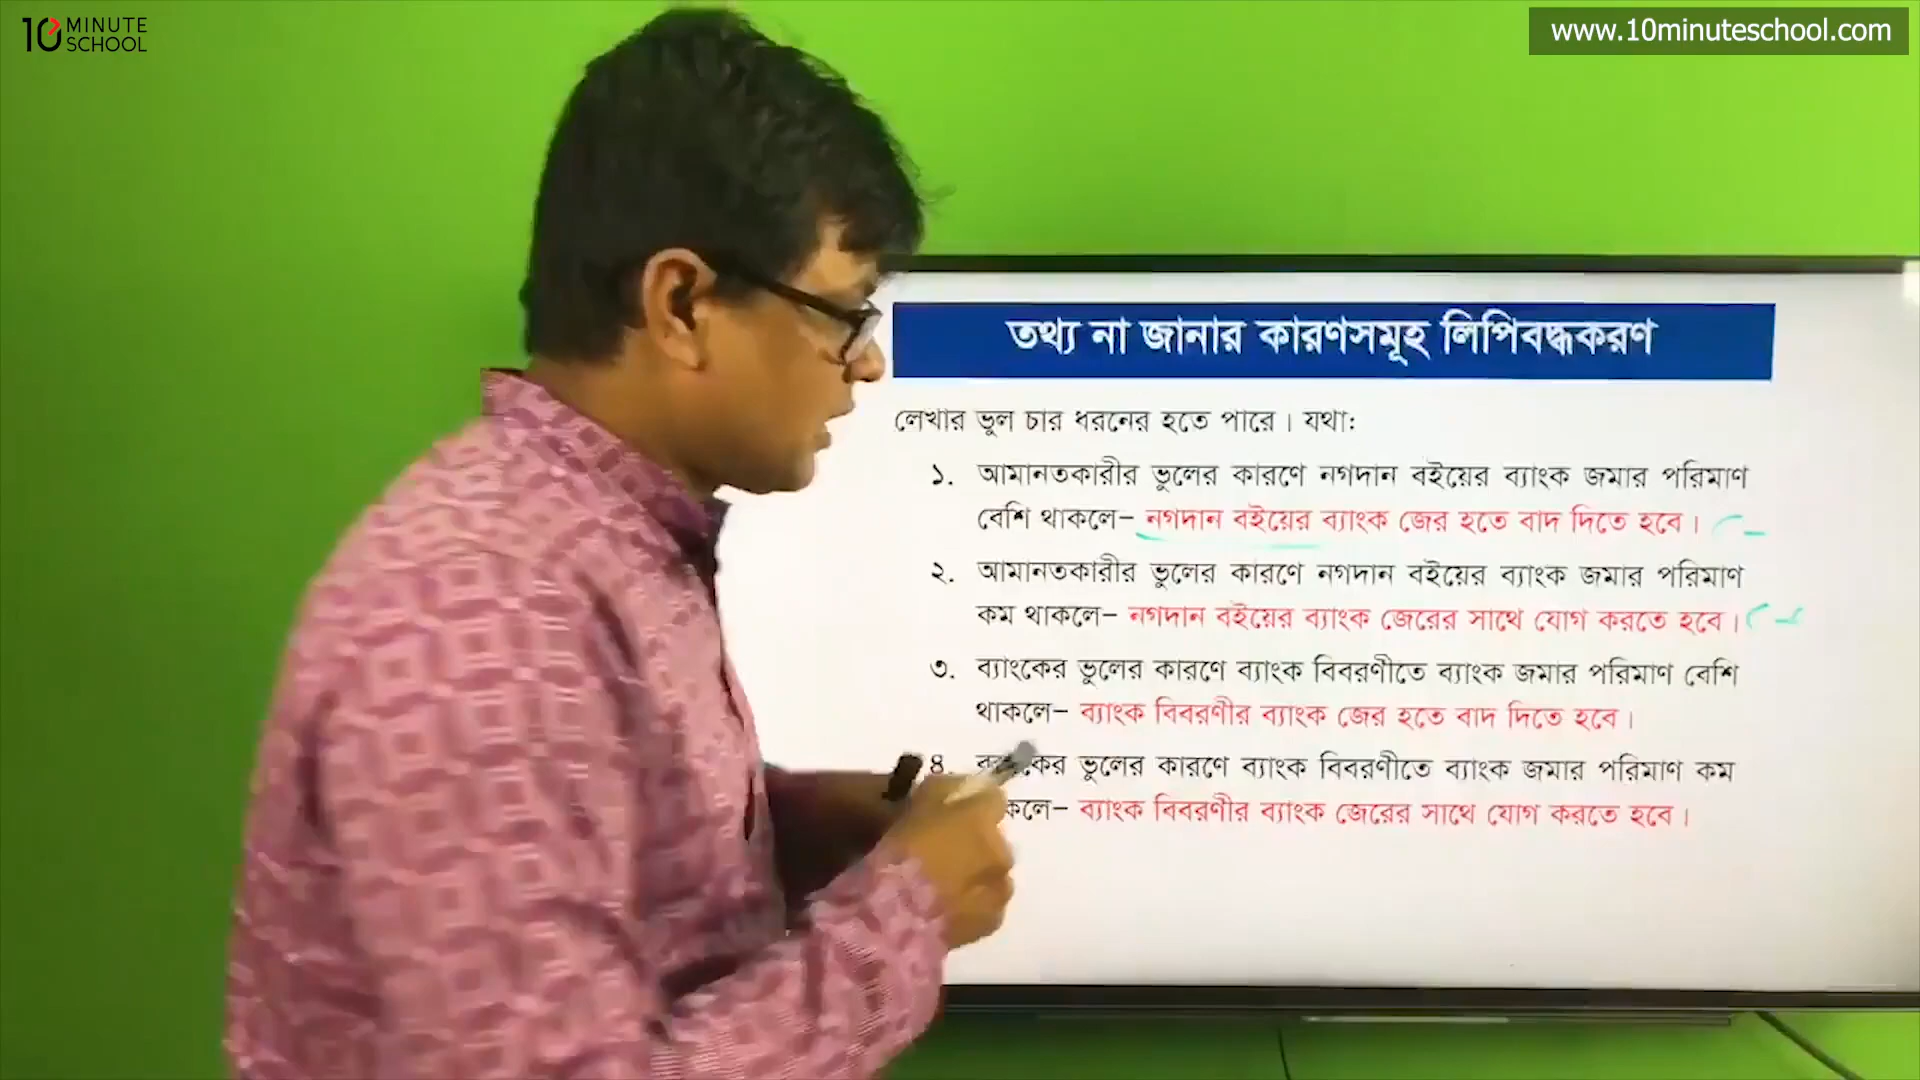 10 MINUTE SCHOOL
www.10minuteschool.com
তথ্য না জানার কারণসমূহ লিপিবদ্ধকরণ
লেখার ভুল চার ধরনের হতে পারে। যথা:
১. আমানতকারীর ভুলের কারণে নগদান বইয়ের ব্যাংক জমার পরিমাণ
বেশি থাকলে– নগদান বইয়ের ব্যাংক জের হতে বাদ দিতে হবে। (–
২. আমানতকারীর ভুলের কারণে নগদান বইয়ের ব্যাংক জমার পরিমাণ
কম থাকলে– নগদান বইয়ের ব্যাংক জেরের সাথে যোগ করতে হবে।
৩. ব্যাংকের ভুলের কারণে ব্যাংক বিবরণীতে ব্যাংক জমার পরিমাণ বেশি
থাকলে– ব্যাংক বিবরণীর ব্যাংক জের হতে বাদ দিতে হবে।
৪. ভুলের কারণে ব্যাংক বিবরণীতে ব্যাংক জমার পরিমাণ কম
ব্যাংক বিবরণীর ব্যাংক জেরের সাথে যোগ করতে হবে।